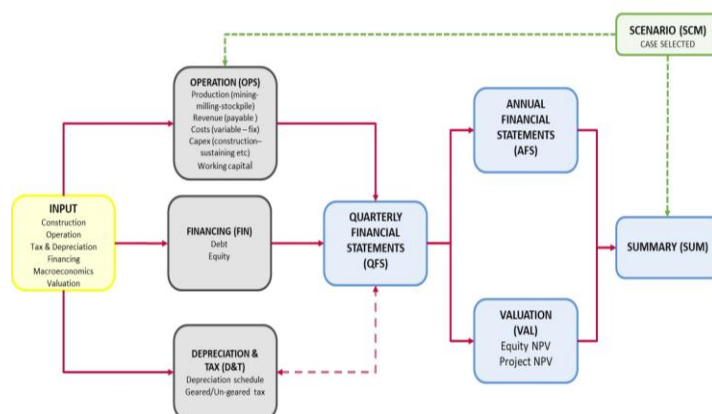 SCENARIO (SCM)
CASE SELECTED
OPERATION (OPS)
Production (mining-
milling-stockpile)
Revenue (payable )
Costs (variable – fix)
Capex (construction–
sustaining etc)
Working capital
ANNUAL
FINANCIAL
STATEMENTS
(AFS)
INPUT
Construction
Operation
Tax & Depreciation
Financing
Macroeconomics
Valuation
FINANCING (FIN)
Debt
Equity
QUARTERLY
FINANCIAL
STATEMENTS
(QFS)
SUMMARY (SUM)
DEPRECIATION &
TAX (D&T)
Depreciation schedule
Geared/Un-geared tax
VALUATION
(VAL)
Equity NPV
Project NPV